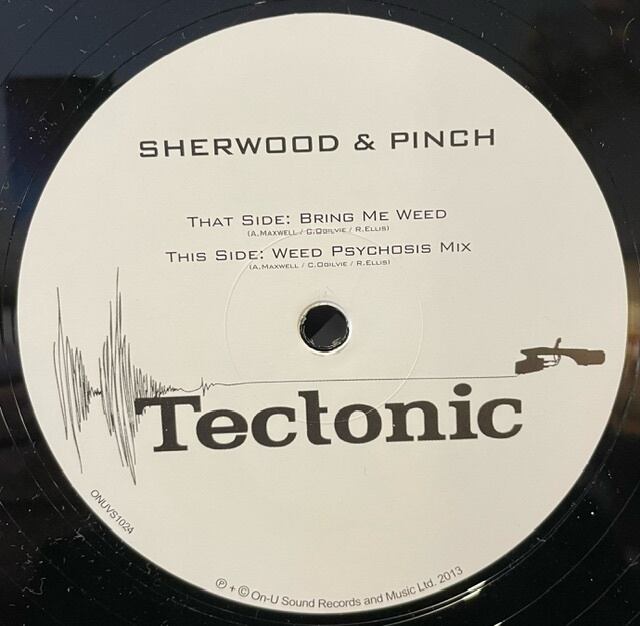 SHERWOOD & PINCH
THAT SIDE: BRING ME WEED
(A.MAXWELL / C.OGILVIE / R.ELLIS)
THIS SIDE: WEED PSYCHOSIS MIX
(A.MAXWELL / C.OGILVIE / R.ELLIS)
Tectonic
ONUVS1024
℗ + © On-U Sound Records and Music Ltd. 2013